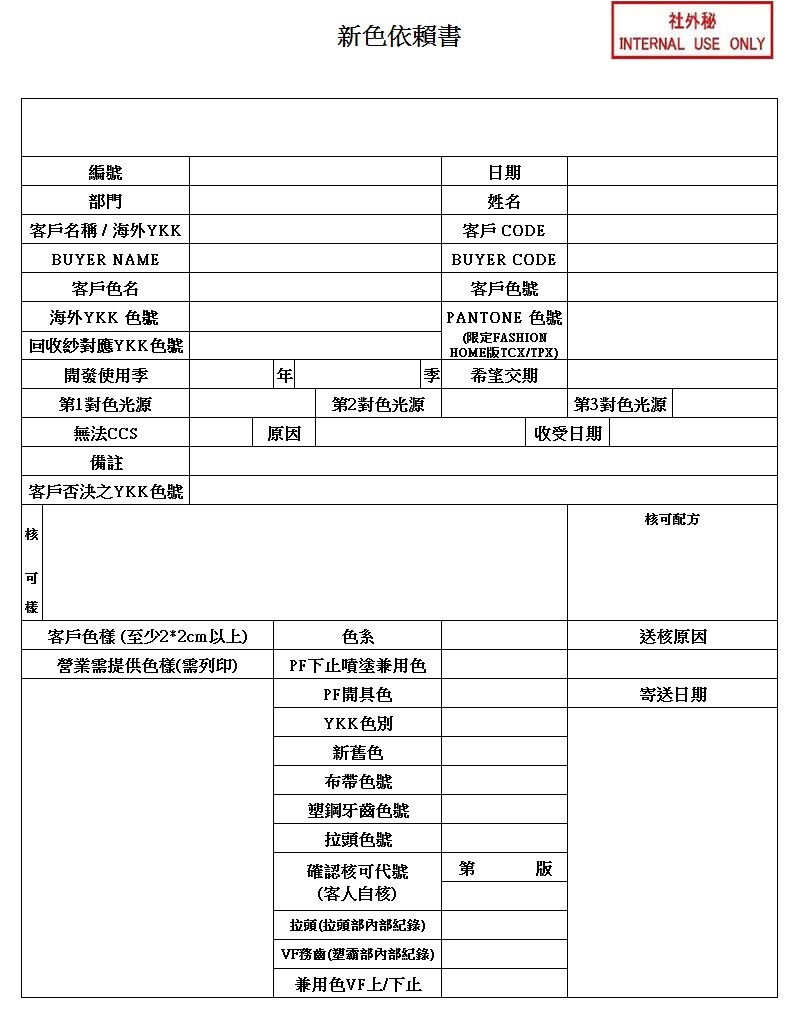 新色依賴書
社外秘
INTERNAL USE ONLY
編號 日期
部門 姓名
客戶名稱 / 海外YKK 客戶 CODE
BUYER NAME BUYER CODE
客戶色名 客戶色號
海外YKK 色號 PANTONE 色號
(限定FASHION
HOME版TCX/TPX)
回收紗對應YKK色號
開發使用季 年 季 希望交期
第1對色光源 第2對色光源 第3對色光源
無法CCS 原因 收受日期
備註
客戶否決之YKK色號
核可樣 核可配方
客戶色樣 (至少2*2cm以上) 色系 送核原因
營業需提供色樣(需列印) PF下止噴塗兼用色
PF開具色 寄送日期
YKK色別
新舊色
布帶色號
塑鋼牙齒色號
拉頭色號
確認核可代號 第 版
(客人自核)
拉頭(拉頭部內部紀錄)
VF務齒(塑霸部內部紀錄)
兼用色VF上/下止